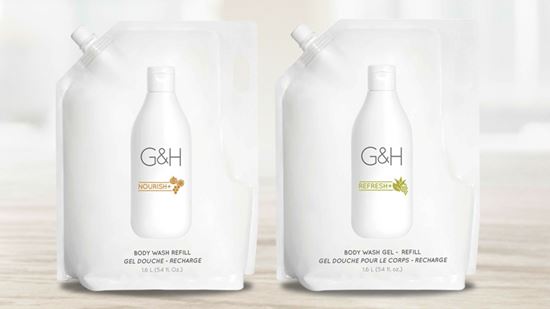 G&H
NOURISH+
BODY WASH REFILL
GEL DOUCHE - RECHARGE
1.6 L (54 fl. Oz.)
G&H
REFRESH+
BODY WASH GEL - REFILL
GEL DOUCHE POUR LE CORPS - RECHARGE
1.6 L (54 fl. oz.)